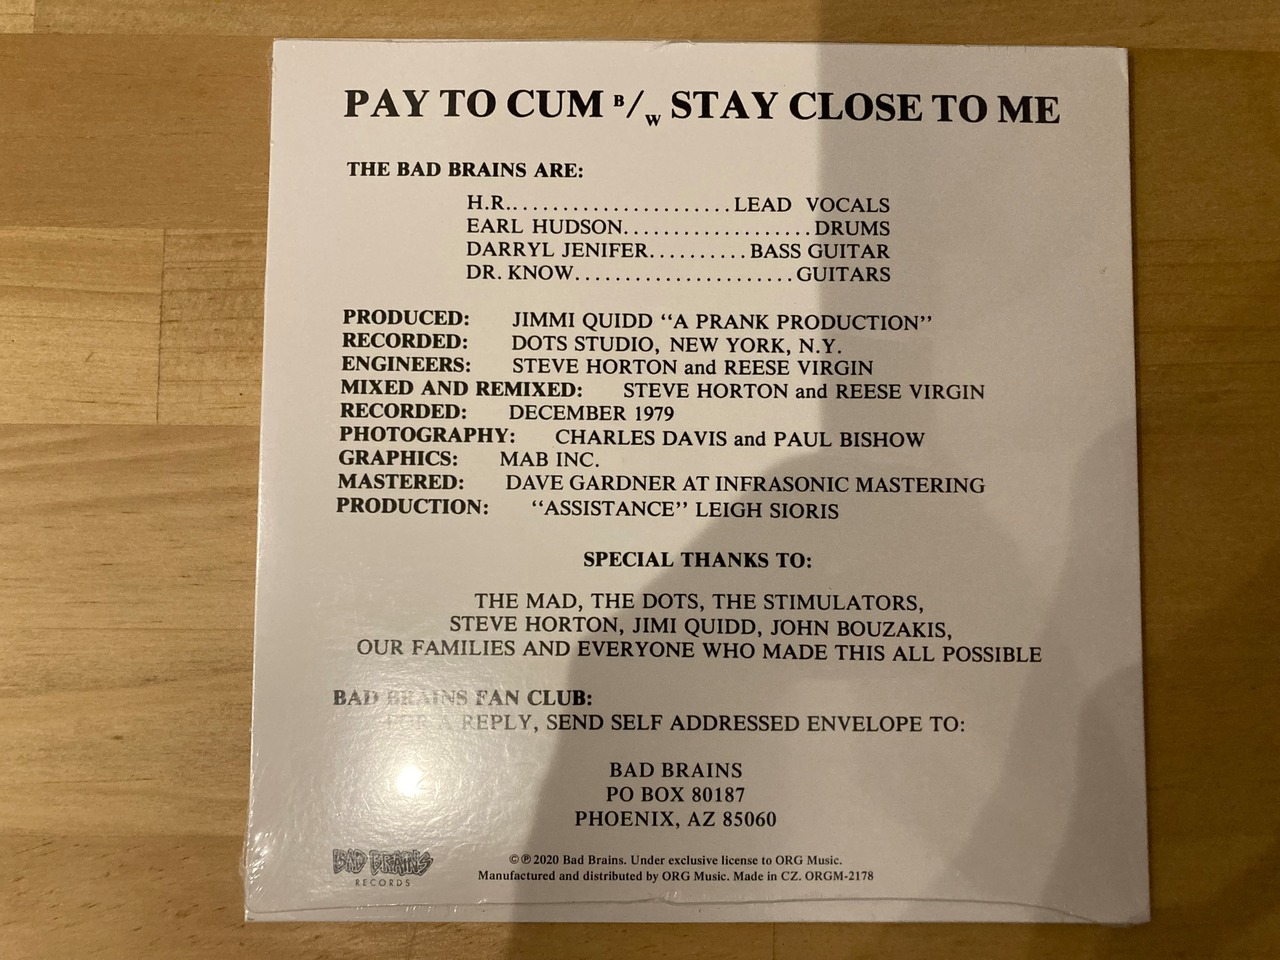 PAY TO CUM B/W STAY CLOSE TO ME
THE BAD BRAINS ARE:
H.R.......................LEAD VOCALS
EARL HUDSON...................DRUMS
DARRYL JENIFER..........BASS GUITAR
DR. KNOW......................GUITARS
PRODUCED: JIMMI QUIDD “A PRANK PRODUCTION”
RECORDED: DOTS STUDIO, NEW YORK, N.Y.
ENGINEERS: STEVE HORTON and REESE VIRGIN
MIXED AND REMIXED: STEVE HORTON and REESE VIRGIN
RECORDED: DECEMBER 1979
PHOTOGRAPHY: CHARLES DAVIS and PAUL BISHOW
GRAPHICS: MAB INC.
MASTERED: DAVE GARDNER AT INFRASONIC MASTERING
PRODUCTION: “ASSISTANCE” LEIGH SIORIS
SPECIAL THANKS TO:
THE MAD, THE DOTS, THE STIMULATORS,
STEVE HORTON, JIMI QUIDD, JOHN BOUZAKIS,
OUR FAMILIES AND EVERYONE WHO MADE THIS ALL POSSIBLE
BAD BRAINS FAN CLUB:
FOR A REPLY, SEND SELF ADDRESSED ENVELOPE TO:
BAD BRAINS
PO BOX 80187
PHOENIX, AZ 85060
BAD BRAINS
RECORDS
©℗2020 Bad Brains. Under exclusive license to ORG Music.
Manufactured and distributed by ORG Music. Made in CZ. ORGM-2178